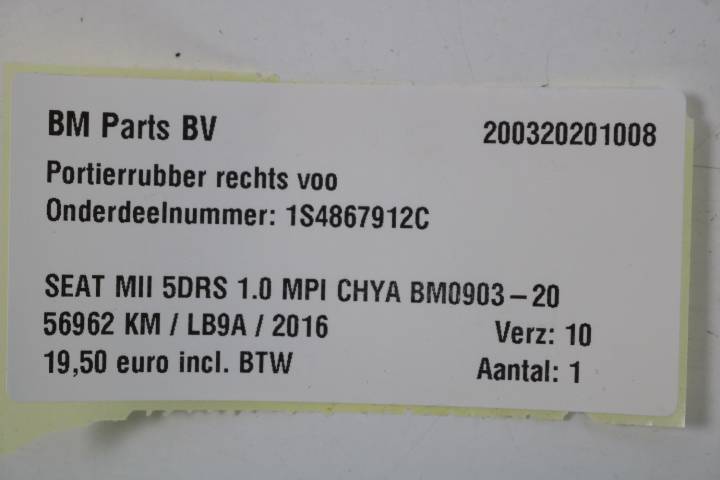 BM Parts BV 200320201008
Portierrubber rechts voo
Onderdeelnummer: 1S4867912C
SEAT MII 5DRS 1.0 MPI CHYA BM0903-20
56962 KM / LB9A / 2016 Verz: 10
19,50 euro incl. BTW Aantal: 1